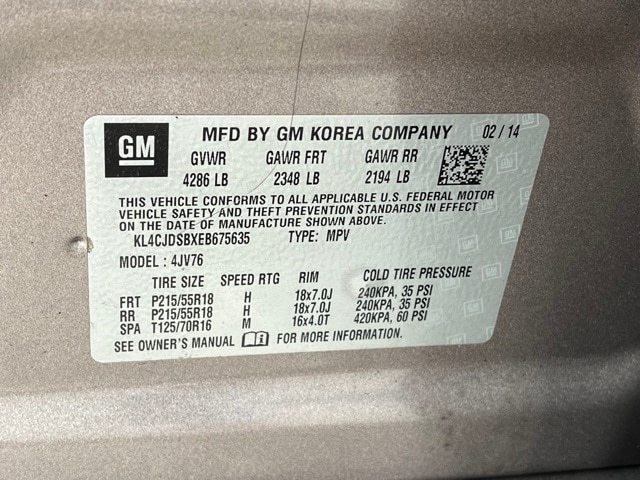 GM MFD BY GM KOREA COMPANY 02 / 14
GVWR GAWR FRT GAWR RR
4286 LB 2348 LB 2194 LB
THIS VEHICLE CONFORMS TO ALL APPLICABLE U.S. FEDERAL MOTOR
VEHICLE SAFETY AND THEFT PREVENTION STANDARDS IN EFFECT
ON THE DATE OF MANUFACTURE SHOWN ABOVE.
KL4CJDSBXEB675635 TYPE: MPV
MODEL : 4JV76
TIRE SIZE SPEED RTG RIM COLD TIRE PRESSURE
FRT P215/55R18 H 18x7.0J 240KPA, 35 PSI
RR P215/55R18 H 18x7.0J 240KPA, 35 PSI
SPA T125/70R16 M 16x4.0T 420KPA, 60 PSI
SEE OWNER'S MANUAL FOR MORE INFORMATION.